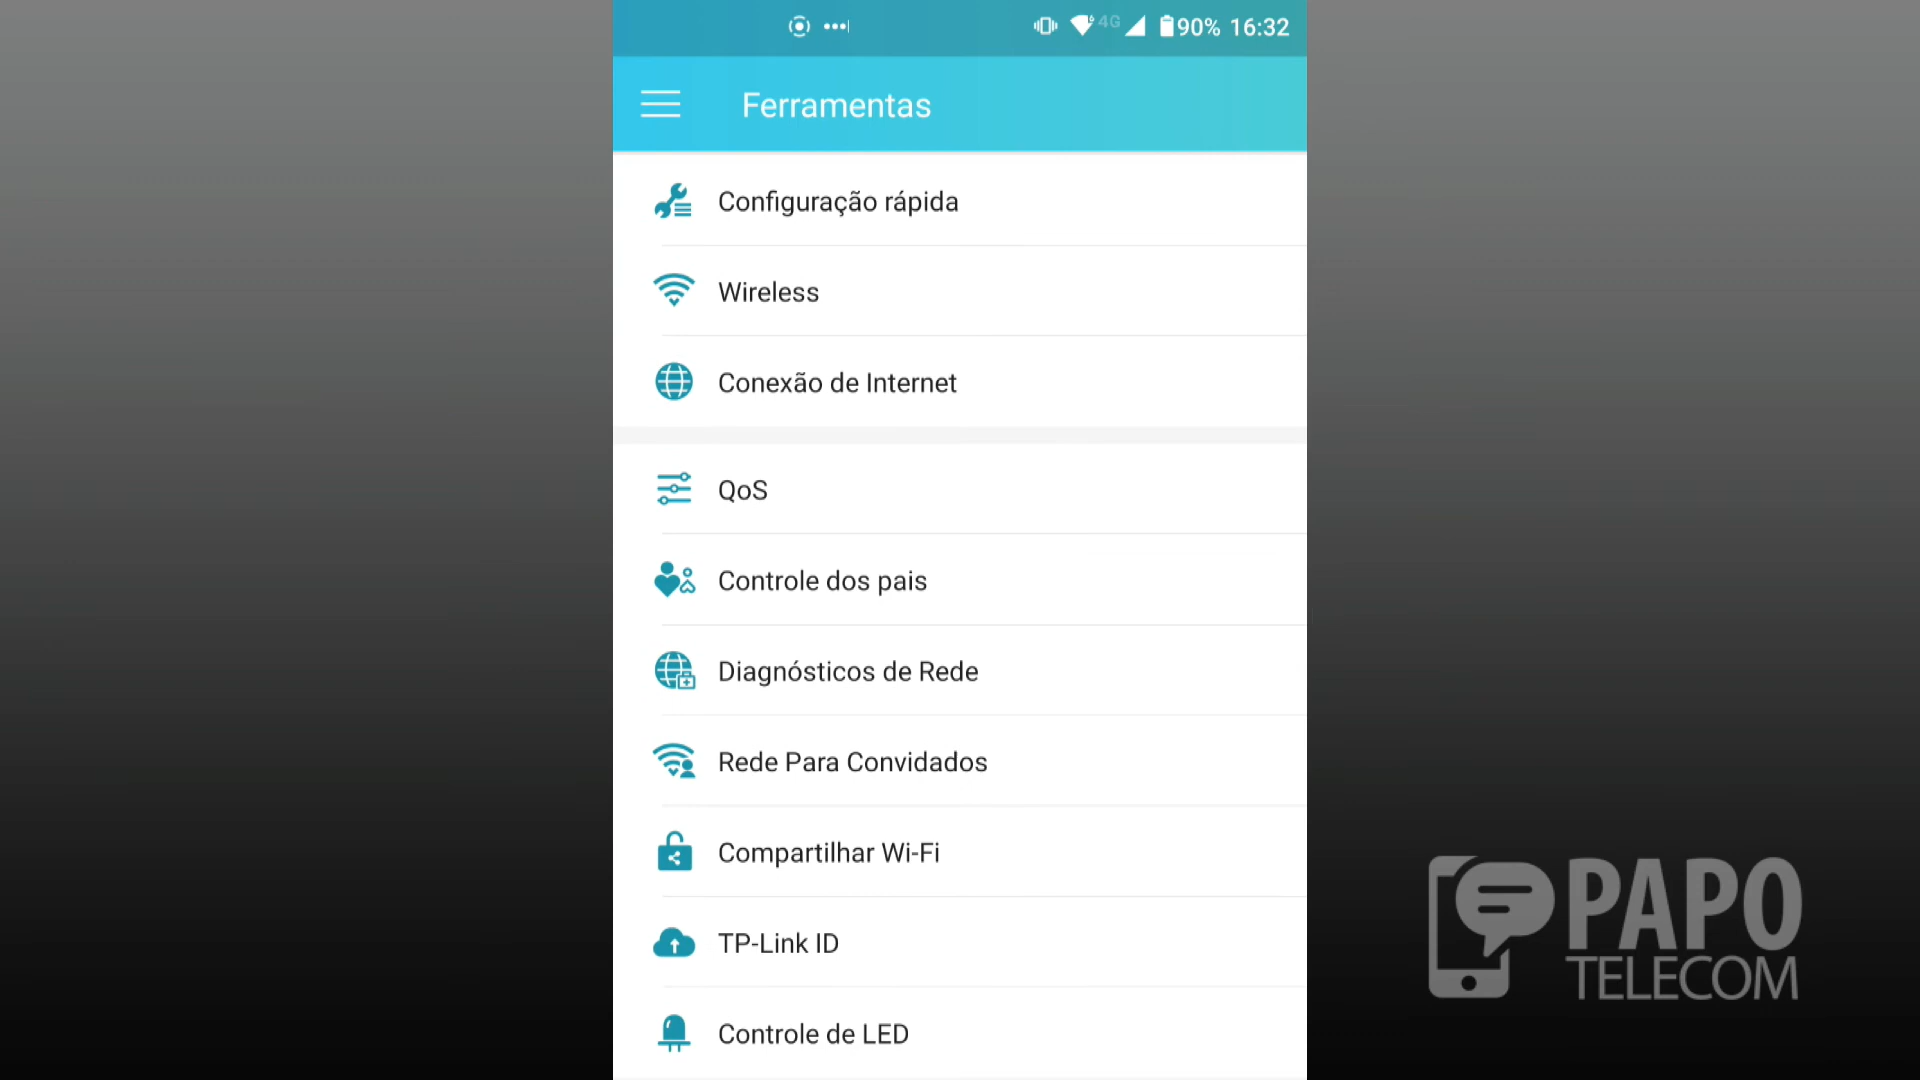 4G 90% 16:32
Ferramentas
Configuração rápida
Wireless
Conexão de Internet
QoS
Controle dos pais
Diagnósticos de Rede
Rede Para Convidados
Compartilhar Wi-Fi
TP-Link ID
Controle de LED
PAPO
TELECOM